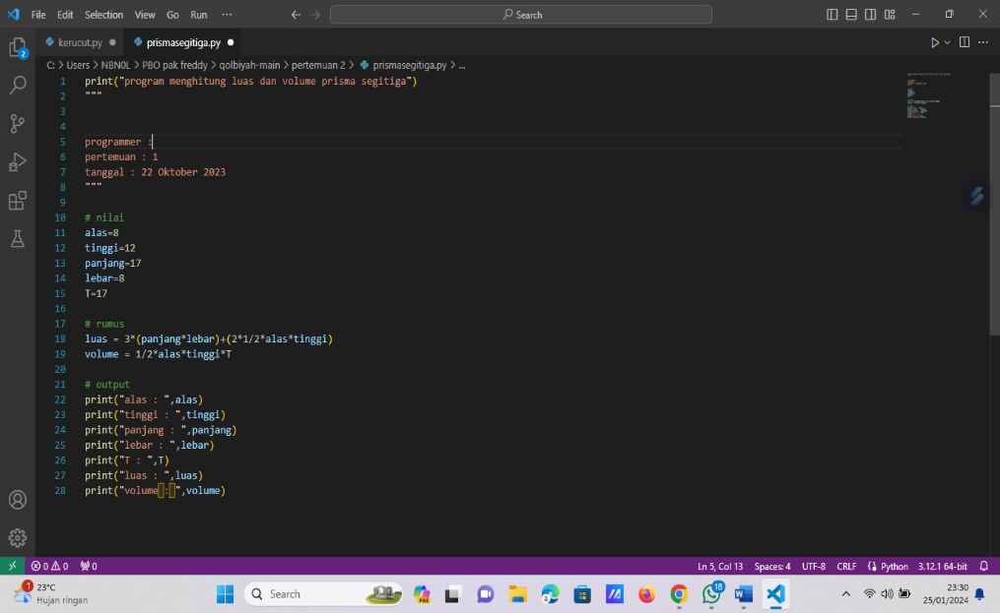 File Edit Selection View Go Run ... Search
kerucut.py prismasegitiga.py
C: > Users > NBN0L > PBO pak freddy > qolbiyah-main > pertemuan 2 > prismasegitiga.py > ...
1 print("program menghitung luas dan volume prisma segitiga")
2 """
3
4
5 programmer :
6 pertemuan : 1
7 tanggal : 22 Oktober 2023
8 """
9
10 # nilai
11 alas=8
12 tinggi=12
13 panjang=17
14 lebar=8
15 T=17
16
17 # rumus
18 luas = 3*(panjang*lebar)+(2*1/2*alas*tinggi)
19 volume = 1/2*alas*tinggi*T
20
21 # output
22 print("alas : ",alas)
23 print("tinggi : ",tinggi)
24 print("panjang : ",panjang)
25 print("lebar : ",lebar)
26 print("T : ",T)
27 print("luas : ",luas)
28 print("volume : ",volume)
2
0 0 0 Ln 5, Col 13 Spaces: 4 UTF-8 CRLF Python 3.12.1 64-bit
1 23°C
Hujan ringan
Search
PRE
18
23:30
25/01/2024